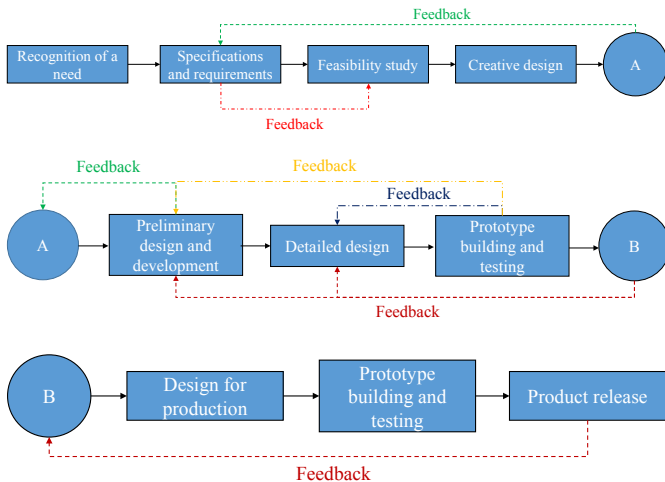 Feedback
Recognition of a
need
Specifications
and requirements
Feasibility study
Creative design
A
Feedback
Feedback
Feedback
Feedback
A
Preliminary
design and
development
Detailed design
Prototype
building and
testing
B
Feedback
B
Design for
production
Prototype
building and
testing
Product release
Feedback